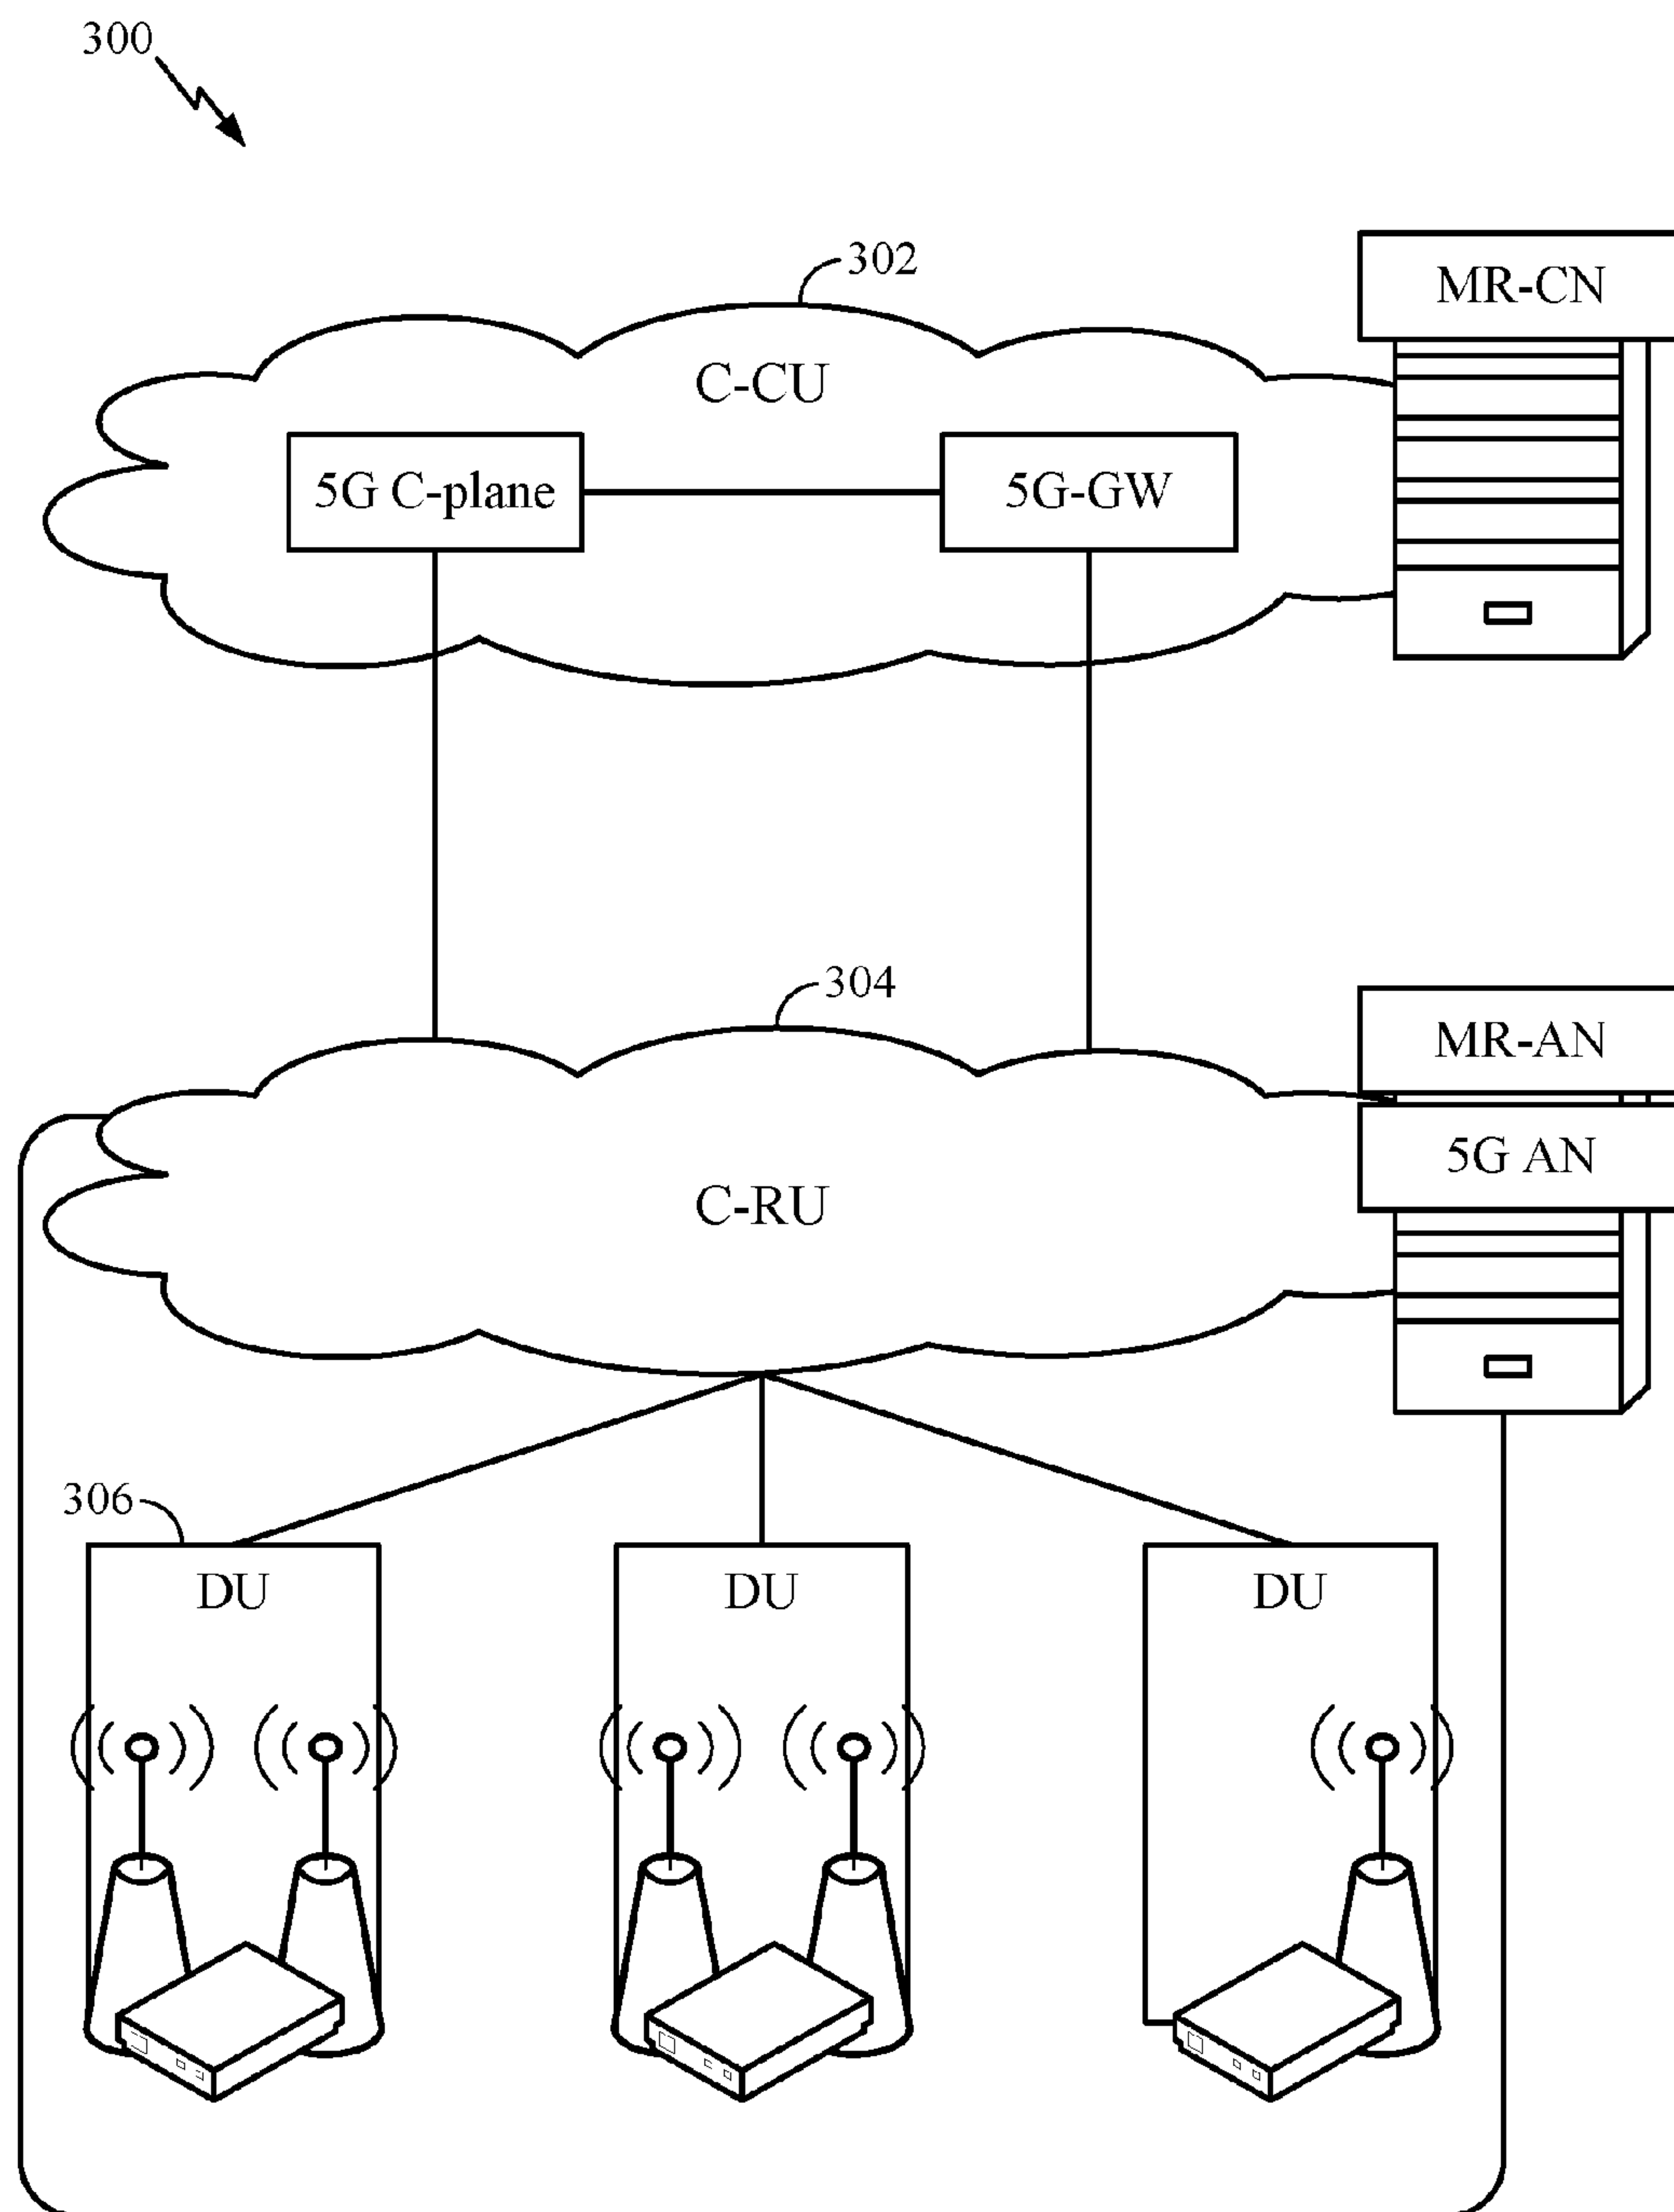 300
302
MR-CN
C-CU
5G C-plane
5G-GW
304
MR-AN
5G AN
C-RU
306
DU
DU
DU